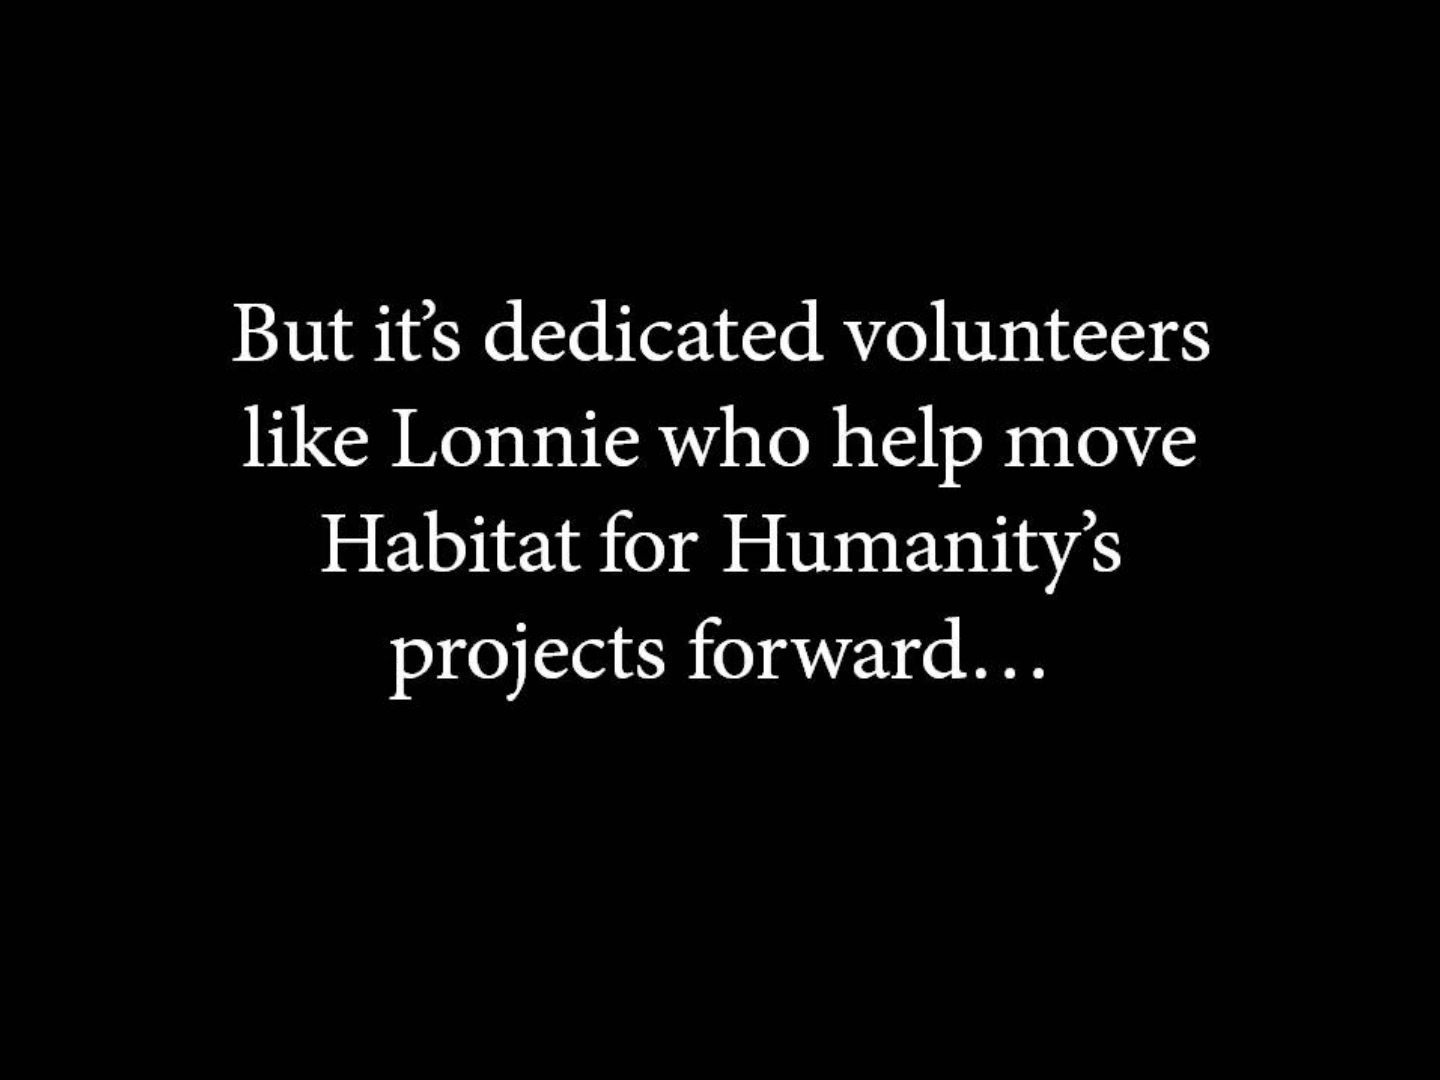 But it’s dedicated volunteers
like Lonnie who help move
Habitat for Humanity’s
projects forward…